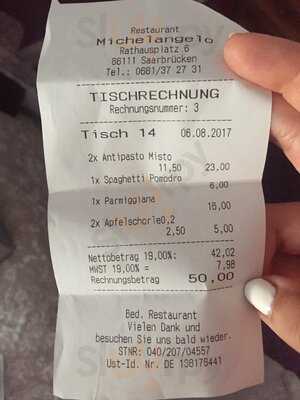 Restaurant
Michelangelo
Rathausplatz 6
66111 Saarbrücken
Tel.: 0681/37 27 31
TISCHRECHNUNG
Rechnungsnummer: 3
Tisch 14 06.08.2017
2x Antipasto Misto
11,50 23,00
1x Spaghetti Pomodro
6,00
1x Parmiggiana
16,00
2x Apfelschorle0,2
2,50 5,00
Nettobetrag 19,00%: 42,02
MWST 19,00% = 7,98
Rechnungsbetrag 50,00
Bed. Restaurant
Vielen Dank und
besuchen Sie uns bald wieder.
STNR: 040/207/04557
Ust-Id. Nr. DE 138176441